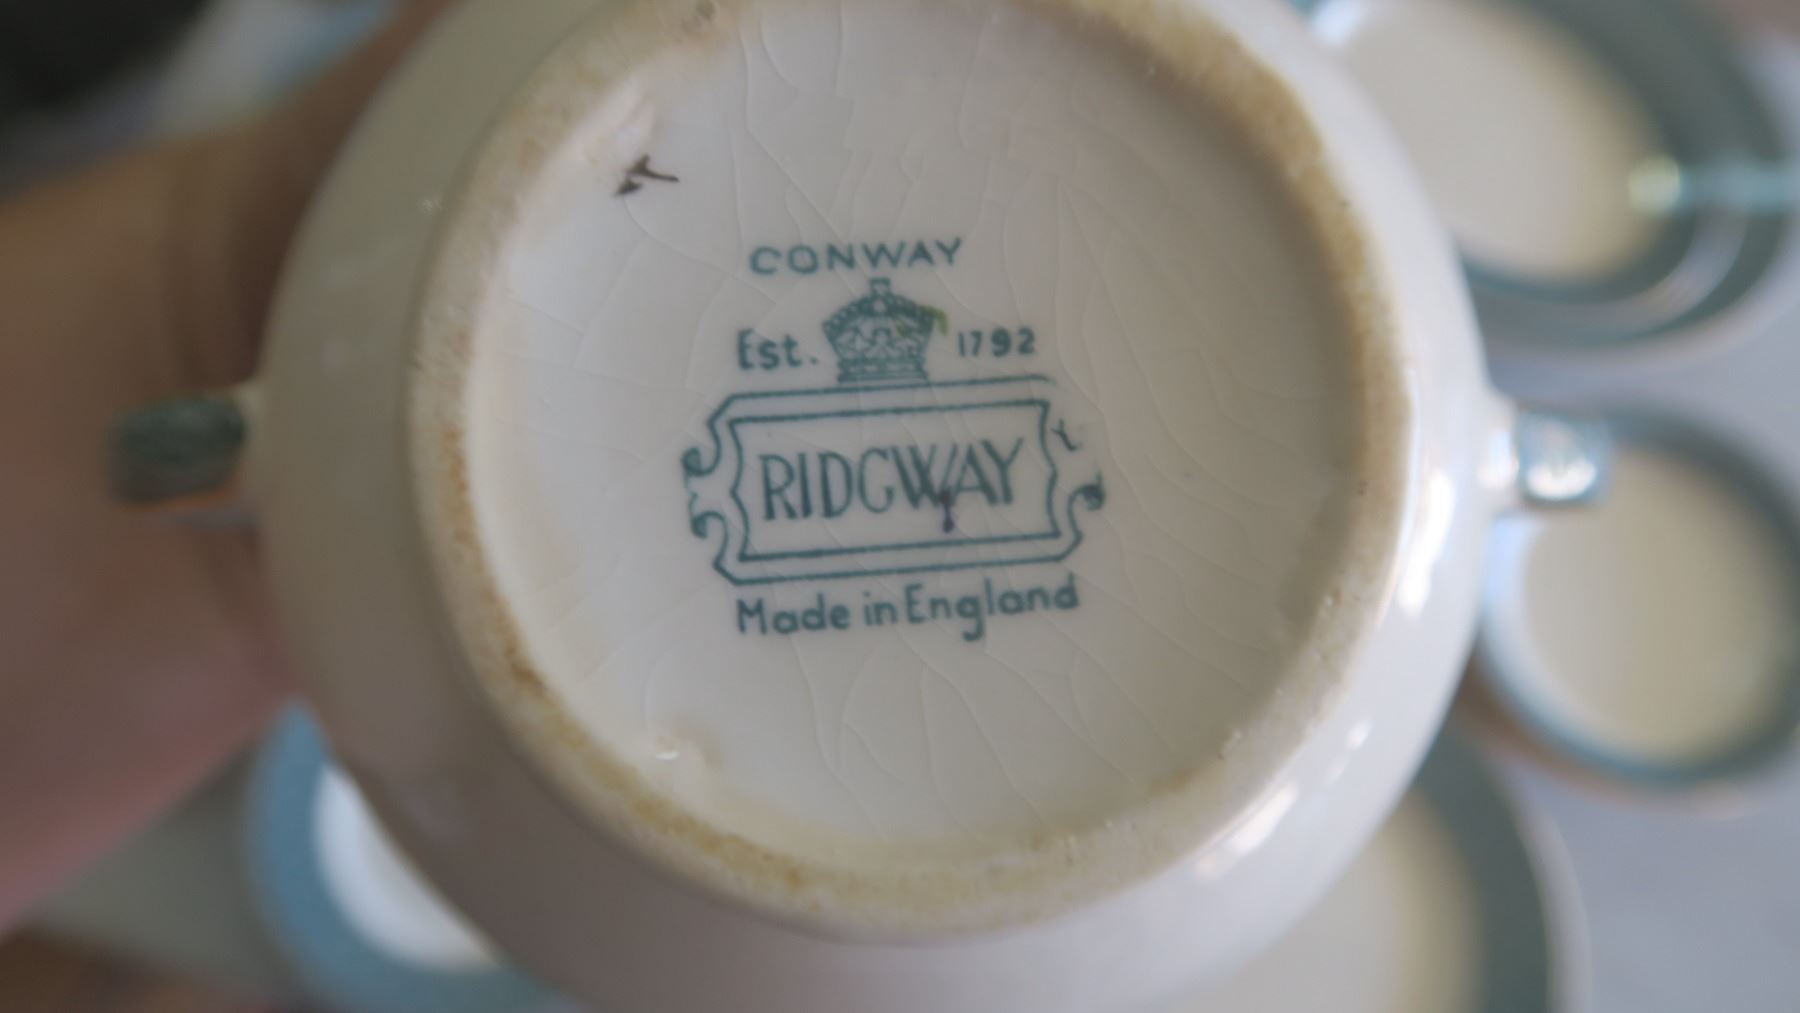 CONWAY
Est. 1792
RIDGWAY
Made in England